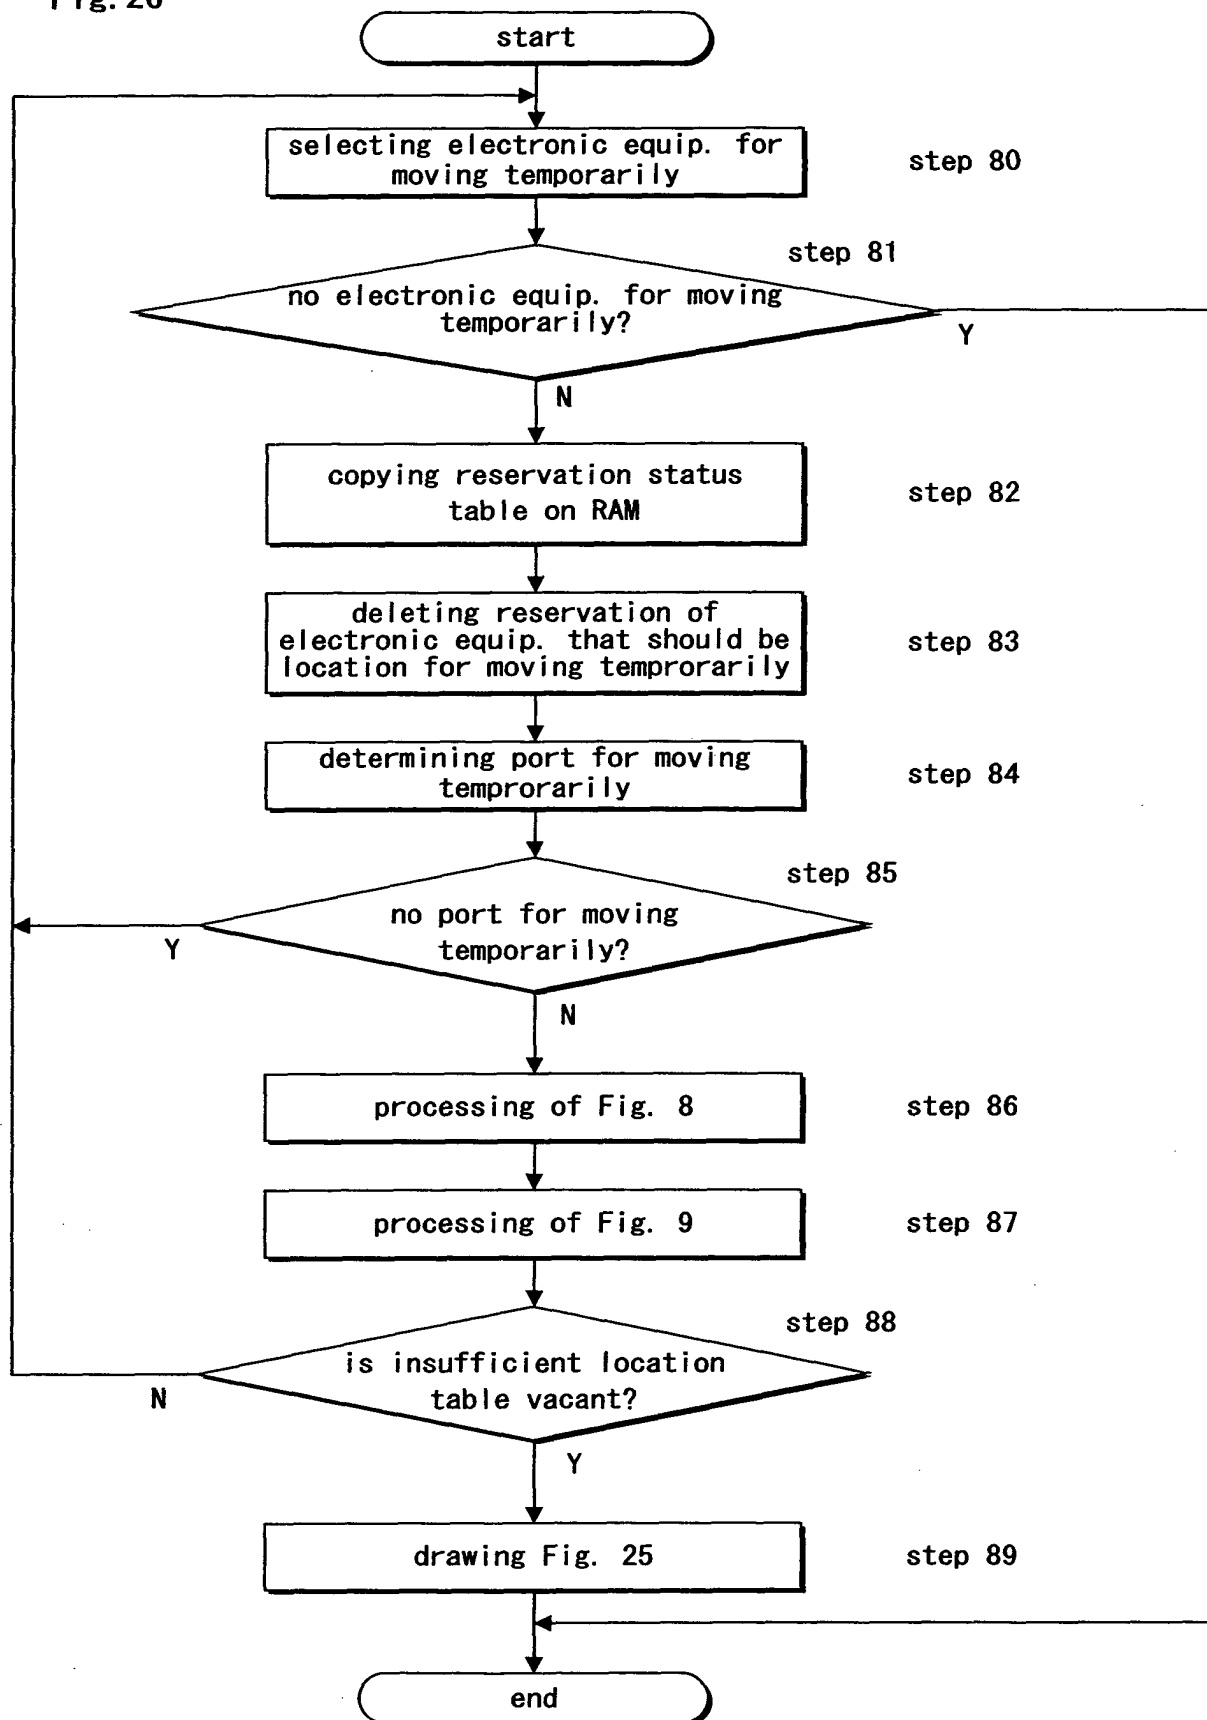 Fig. 26
start
selecting electronic equip. for
moving temporarily
step 80
step 81
no electronic equip. for moving
temporarily?
Y
N
copying reservation status
table on RAM
step 82
deleting reservation of
electronic equip. that should be
location for moving temprorarily
step 83
determining port for moving
temprorarily
step 84
step 85
no port for moving
temporarily?
Y
N
processing of Fig. 8
step 86
processing of Fig. 9
step 87
step 88
is insufficient location
table vacant?
N
Y
drawing Fig. 25
step 89
end